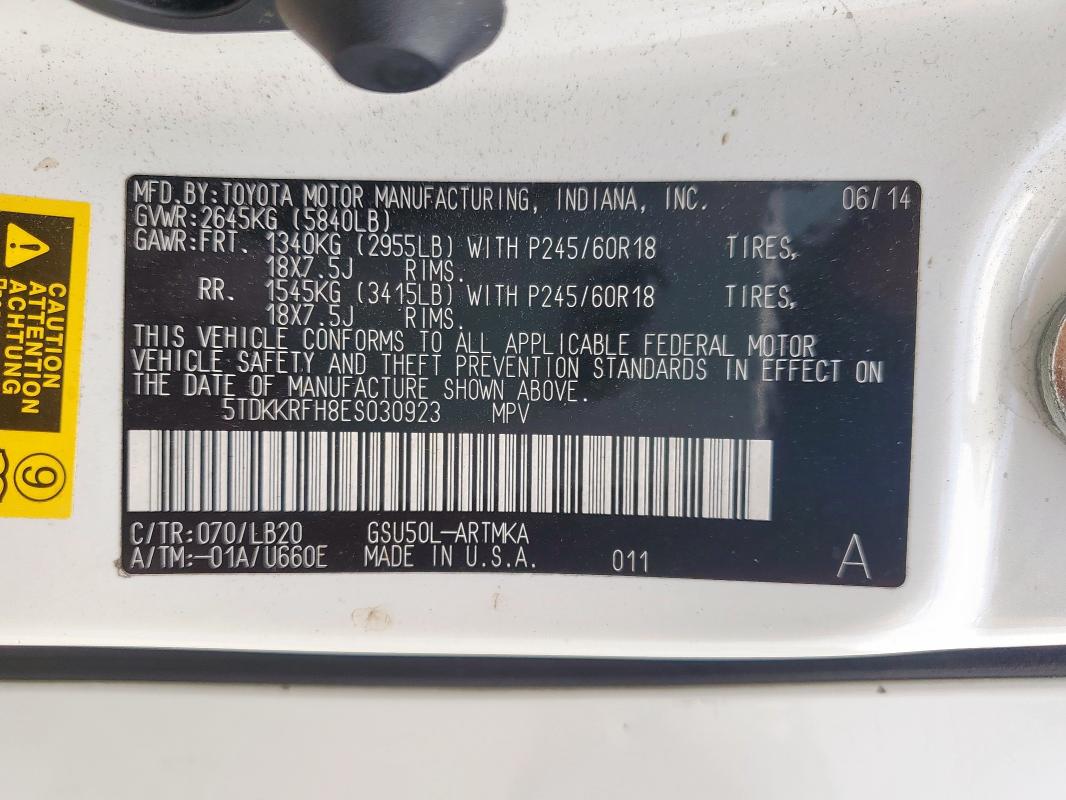 MFD.BY:TOYOTA MOTOR MANUFACTURING, INDIANA, INC. 06/14
GVWR:2645KG (5840LB)
GAWR:FRT. 1340KG (2955LB) WITH P245/60R18 TIRES,
18X7.5J RIMS.
RR. 1545KG (3415LB) WITH P245/60R18 TIRES,
18X7.5J RIMS.
THIS VEHICLE CONFORMS TO ALL APPLICABLE FEDERAL MOTOR
VEHICLE SAFETY AND THEFT PREVENTION STANDARDS IN EFFECT ON
THE DATE OF MANUFACTURE SHOWN ABOVE.
5TDKKRFH8ES030923 MPV
C/TR:070/LB20 GSU50L-ARTMKA
A/TM:-01A/U660E MADE IN U.S.A. 011 A
CAUTION
ATTENTION
ACHTUNG
9